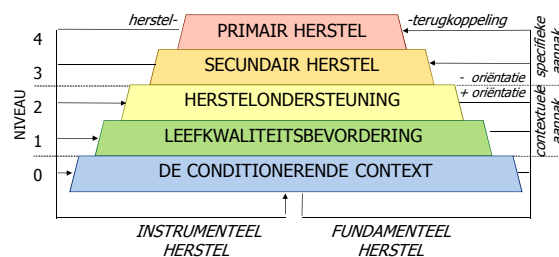 herstel-
-terugkoppeling
4
PRIMAIR HERSTEL
specifieke
aanpak
3
SECUNDAIR HERSTEL
- oriëntatie
NIVEAU
2
HERSTELONDERSTEUNING
+ oriëntatie
contextuele
aanpak
1
LEEFKWALITEITSBEVORDERING
0
DE CONDITIONERENDE CONTEXT
INSTRUMENTEEL
HERSTEL
FUNDAMENTEEL
HERSTEL